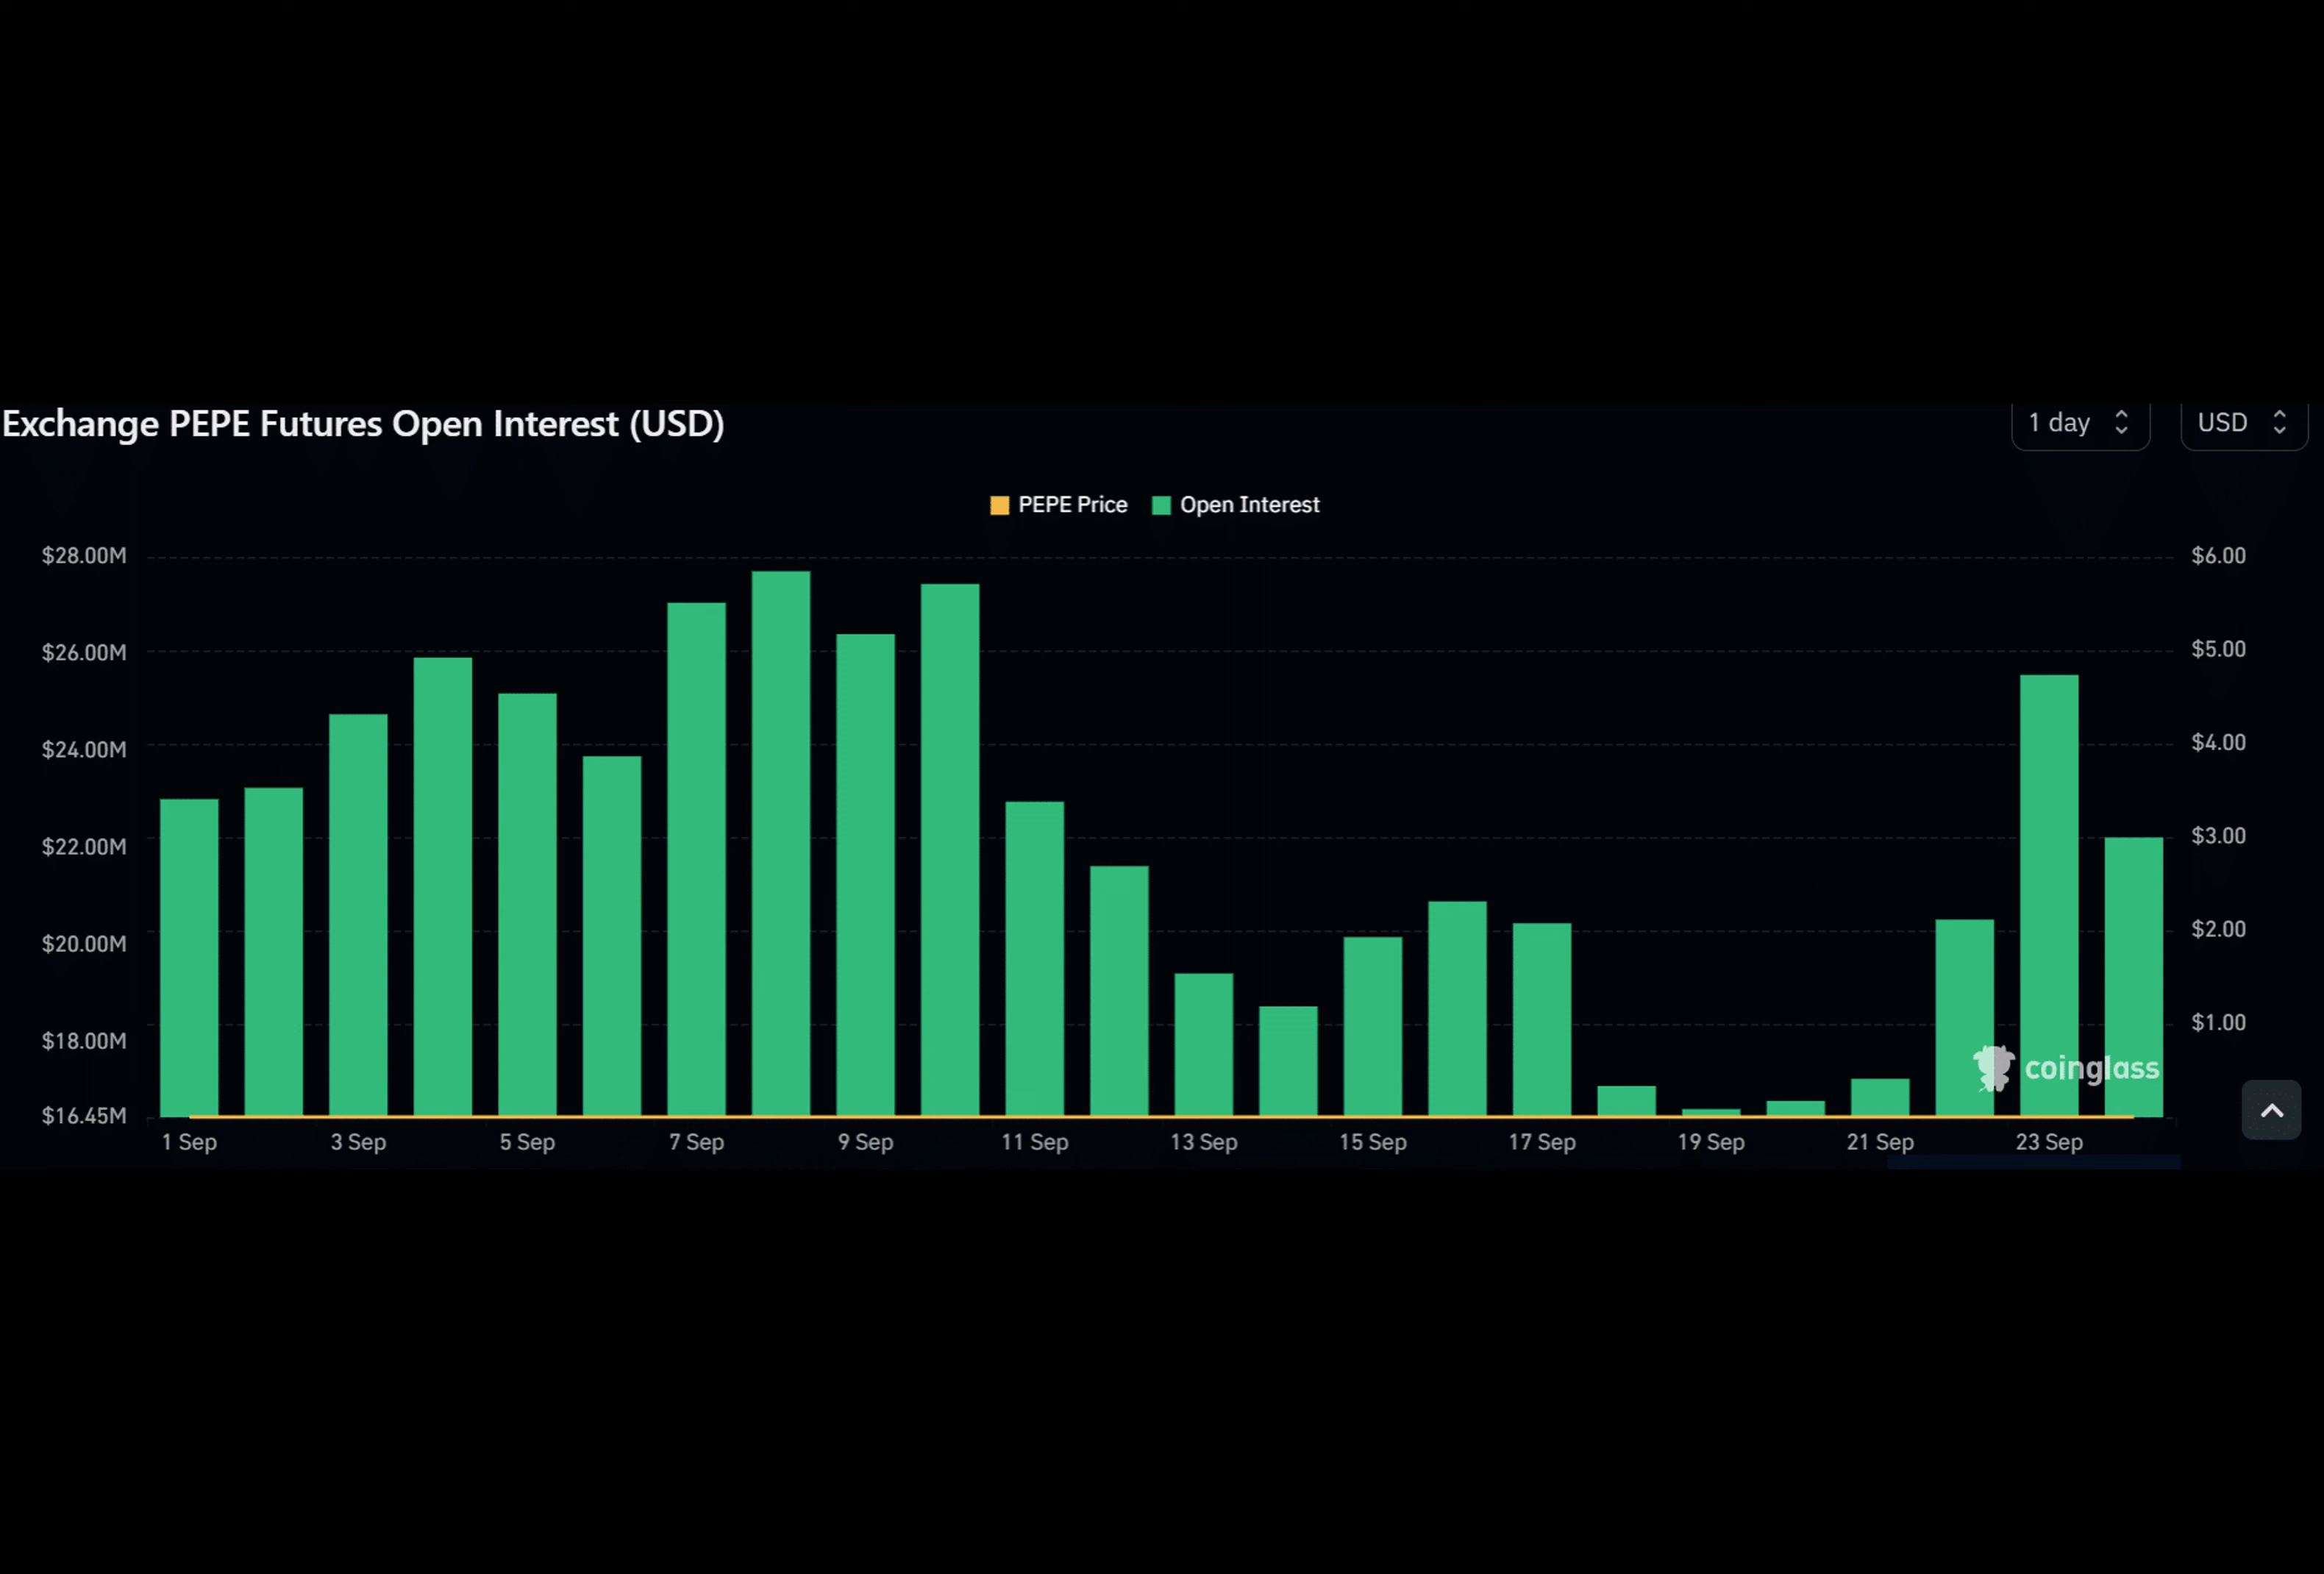 Exchange PEPE Futures Open Interest (USD)
1 day
USD
PEPE Price
Open Interest
$28.00M
$26.00M
$24.00M
$22.00M
$20.00M
$18.00M
$16.45M
$6.00
$5.00
$4.00
$3.00
$2.00
$1.00
coinglass
1 Sep
3 Sep
5 Sep
7 Sep
9 Sep
11 Sep
13 Sep
15 Sep
17 Sep
19 Sep
21 Sep
23 Sep